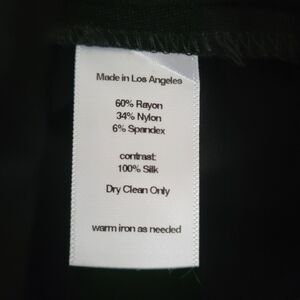 Made in Los Angeles
60% Rayon
34% Nylon
6% Spandex
contrast:
100% Silk
Dry Clean Only
warm iron as needed